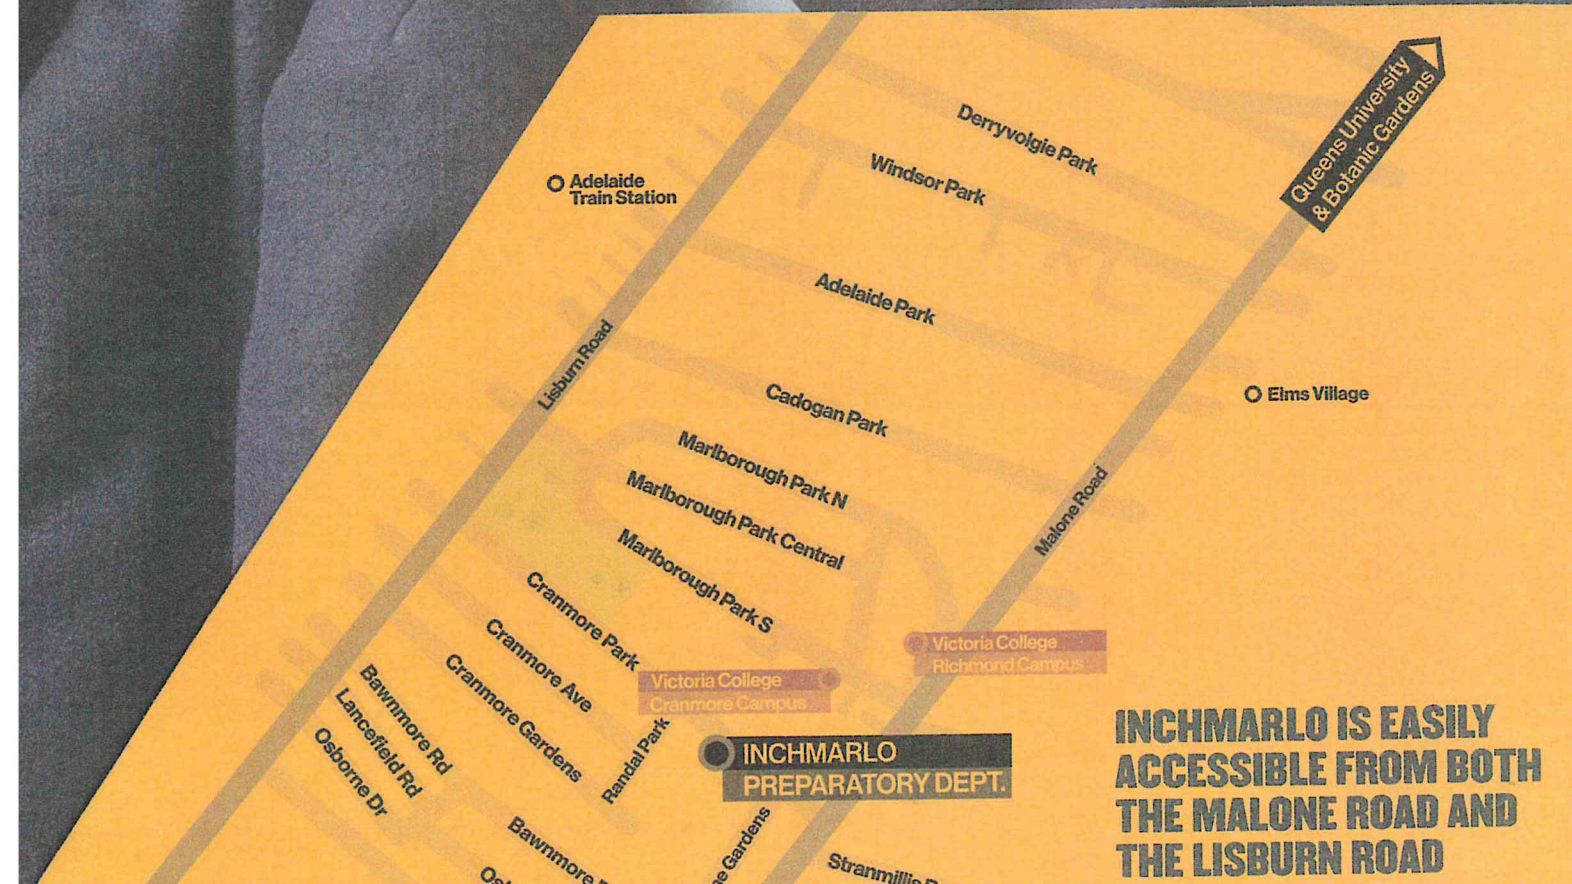 Queens University
& Botanic Gardens
Derryvolgie Park
Windsor Park
Adelaide
Train Station
Adelaide Park
Lisburn Road
Elms Village
Cadogan Park
Marlborough Park N
Marlborough Park Central
Malone Road
Marlborough Park S
Cranmore Park
Cranmore Ave
Cranmore Gardens
Victoria College
Richmond Campus
Victoria College
Cranmore Campus
Bawnmore Rd
Lancefield Rd
Osborne Dr
Randal Park
INCHMARLO
PREPARATORY DEPT.
INCHMARLO IS EASILY
ACCESSIBLE FROM BOTH
THE MALONE ROAD AND
THE LISBURN ROAD
Bawnmore
Gardens
Stranmillis